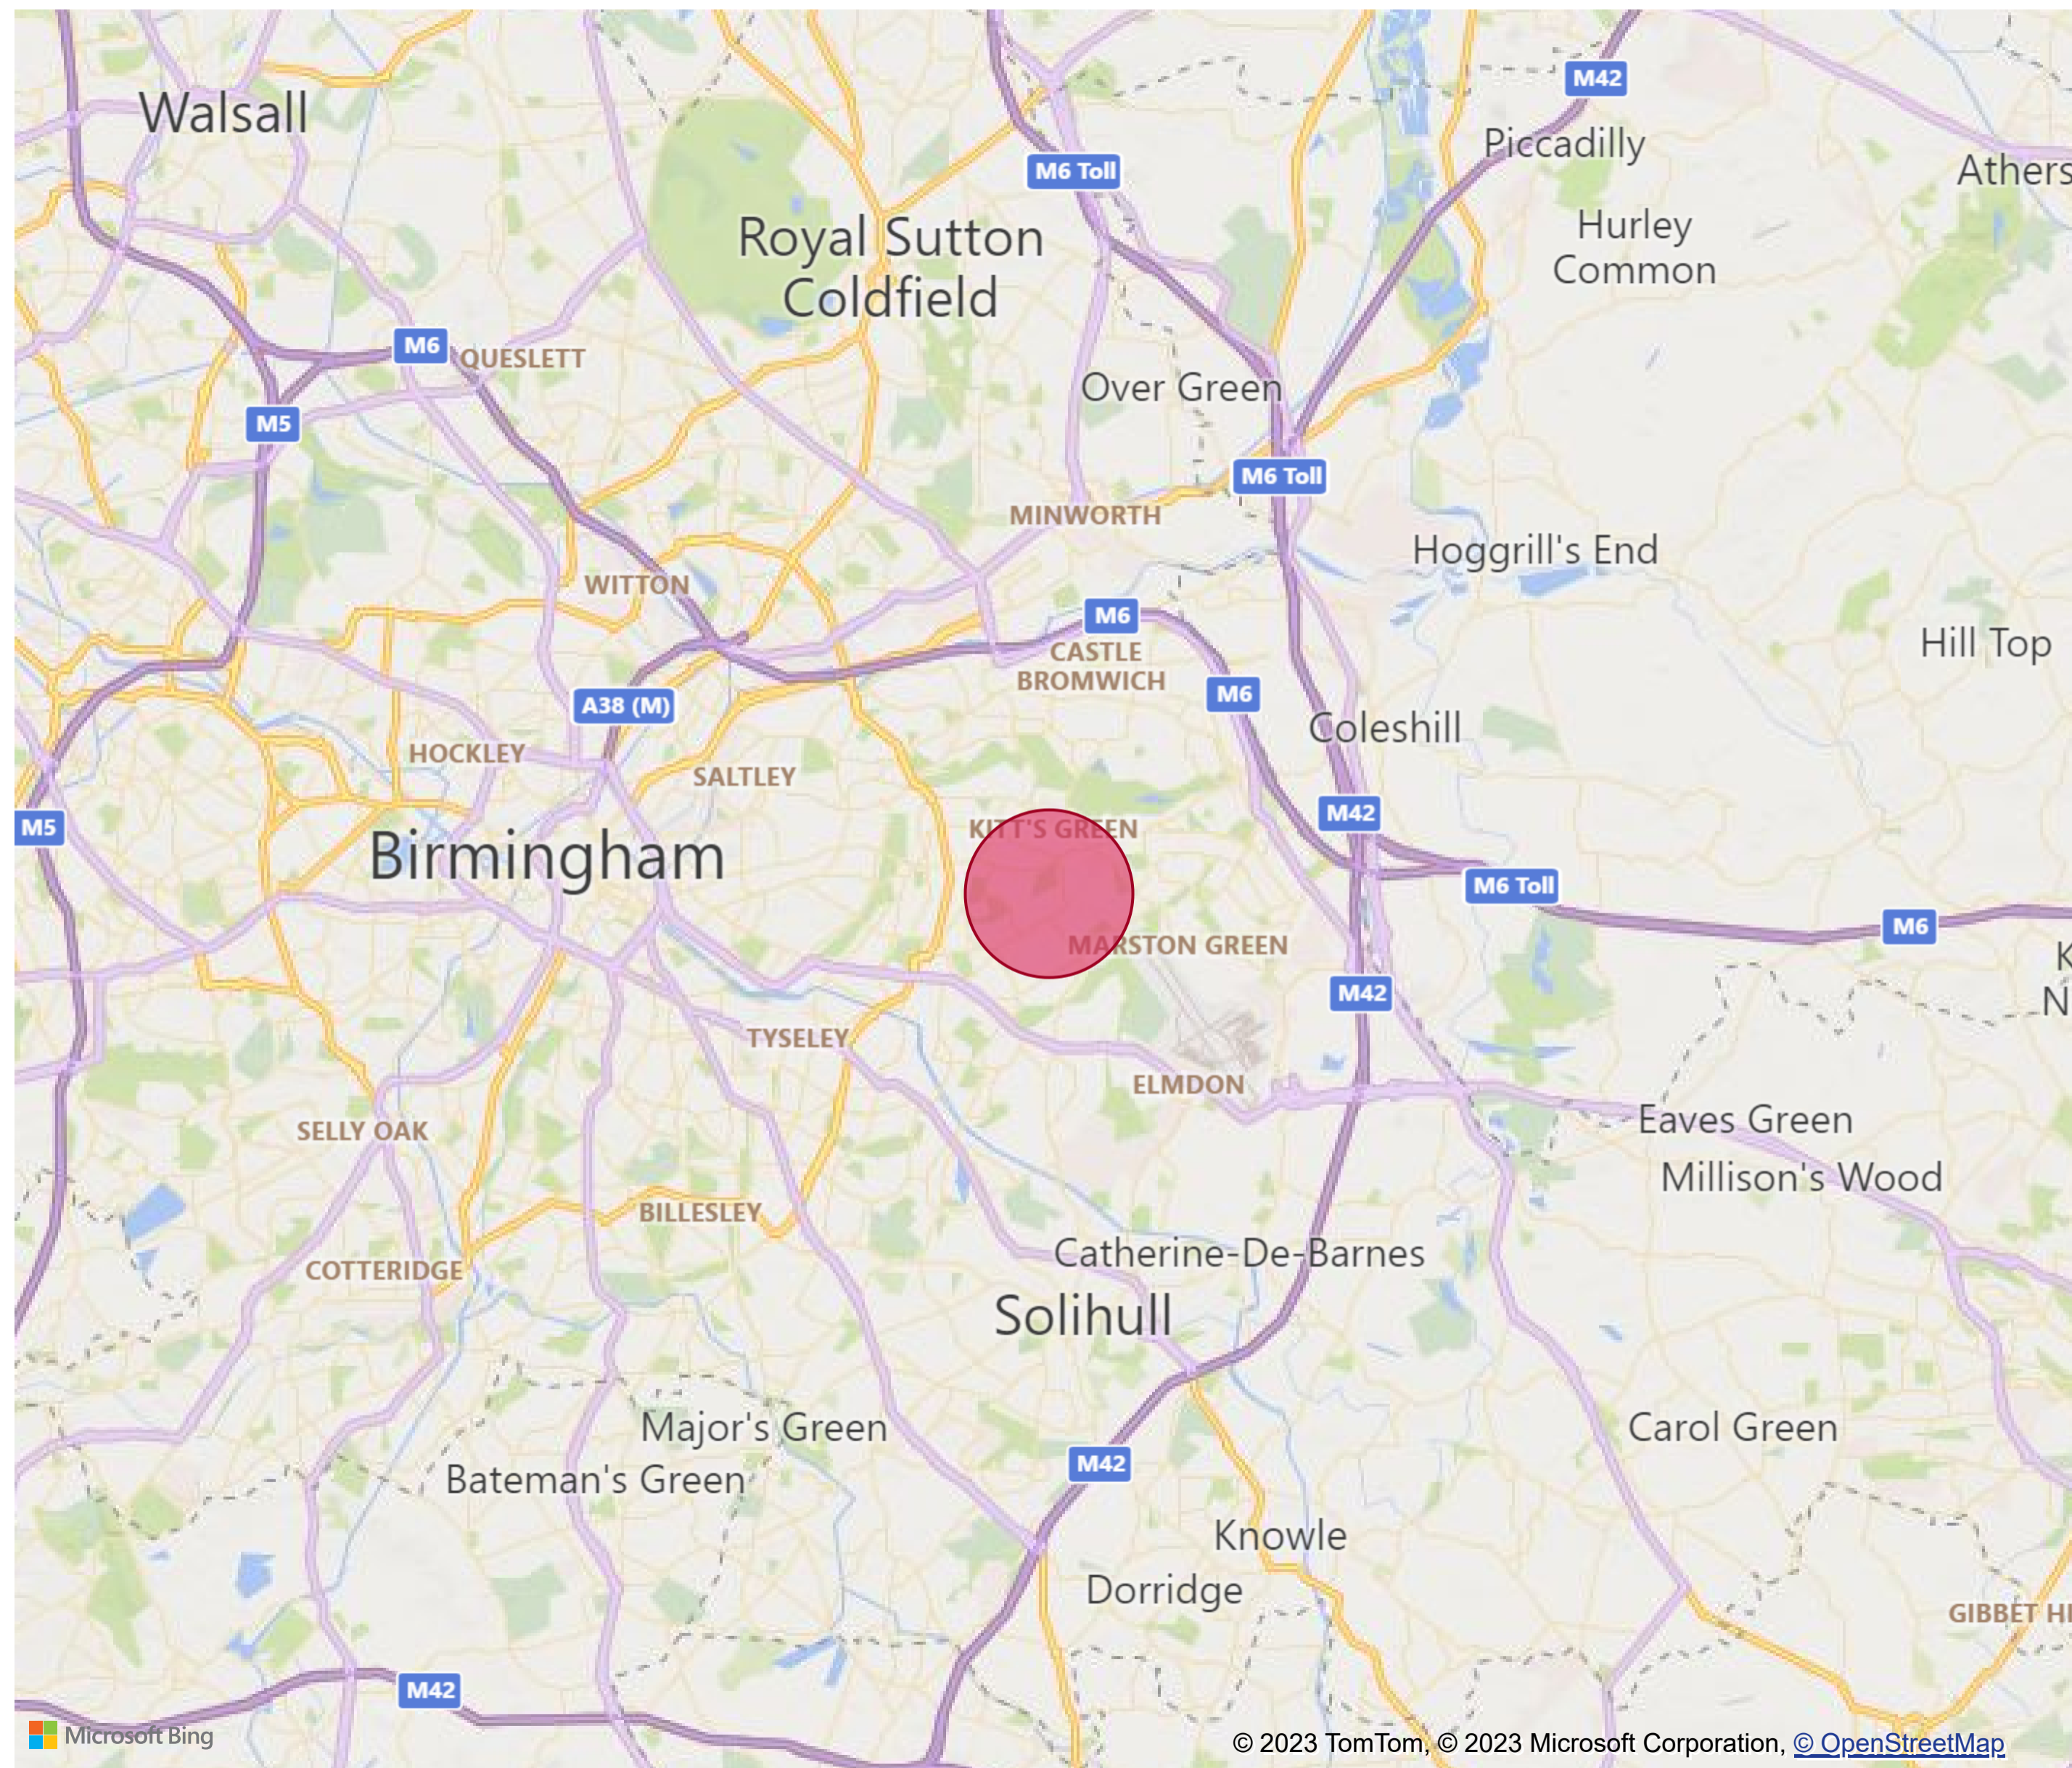 M42
Walsall
Piccadilly
M6 Toll
Athers
Hurley
Common
Royal Sutton
Coldfield
M6
QUESLETT
Over Green
M5
M6 Toll
MINWORTH
Hoggrill's End
WITTON
M6
CASTLE
BROMWICH
Hill Top
M6
A38 (M)
Coleshill
HOCKLEY
SALTLEY
M42
M5
KITT'S GREEN
Birmingham
M6 Toll
M6
MARSTON GREEN
K
N
M42
TYSELEY
ELMDON
Eaves Green
SELLY OAK
Millison's Wood
BILLESLEY
Catherine-De-Barnes
COTTERIDGE
Solihull
Major's Green
Carol Green
M42
Bateman's Green
Knowle
Dorridge
GIBBET HI
M42
Microsoft Bing
© 2023 TomTom, © 2023 Microsoft Corporation, © OpenStreetMap